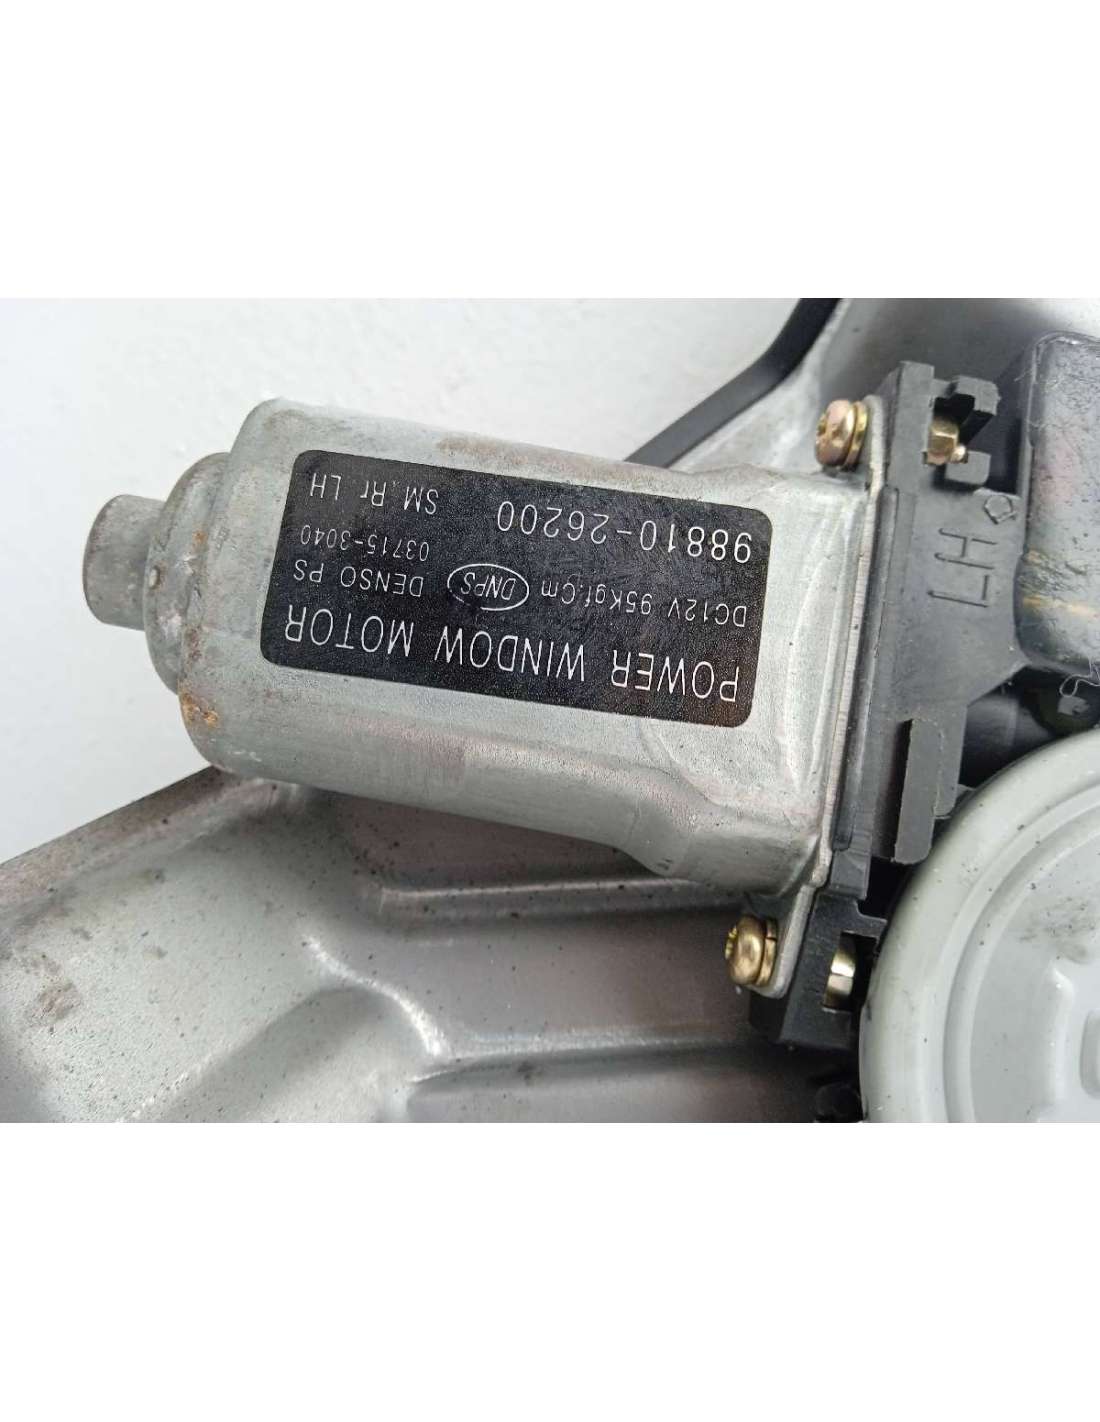 POWER WINDOW MOTOR
DC12V 95Kgf.Cm DNPS DENSO PS
03715-3040
98810-26200 SM.Rr LH
LH